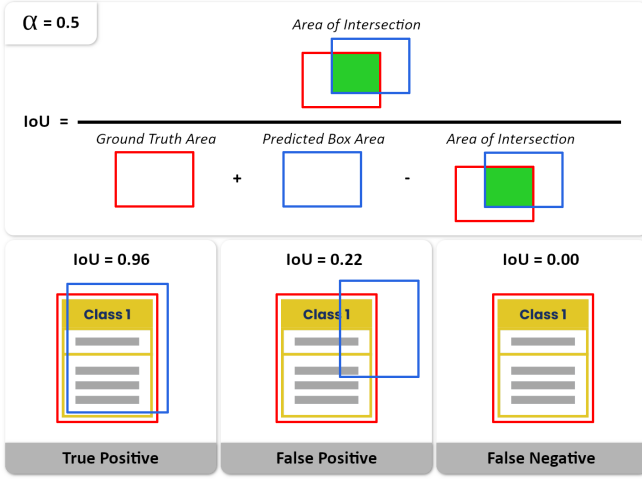 α = 0.5
Area of Intersection
IoU =
Ground Truth Area
Predicted Box Area
Area of Intersection
+
-
IoU = 0.96
IoU = 0.22
IoU = 0.00
Class 1
Class 1
Class 1
True Positive
False Positive
False Negative